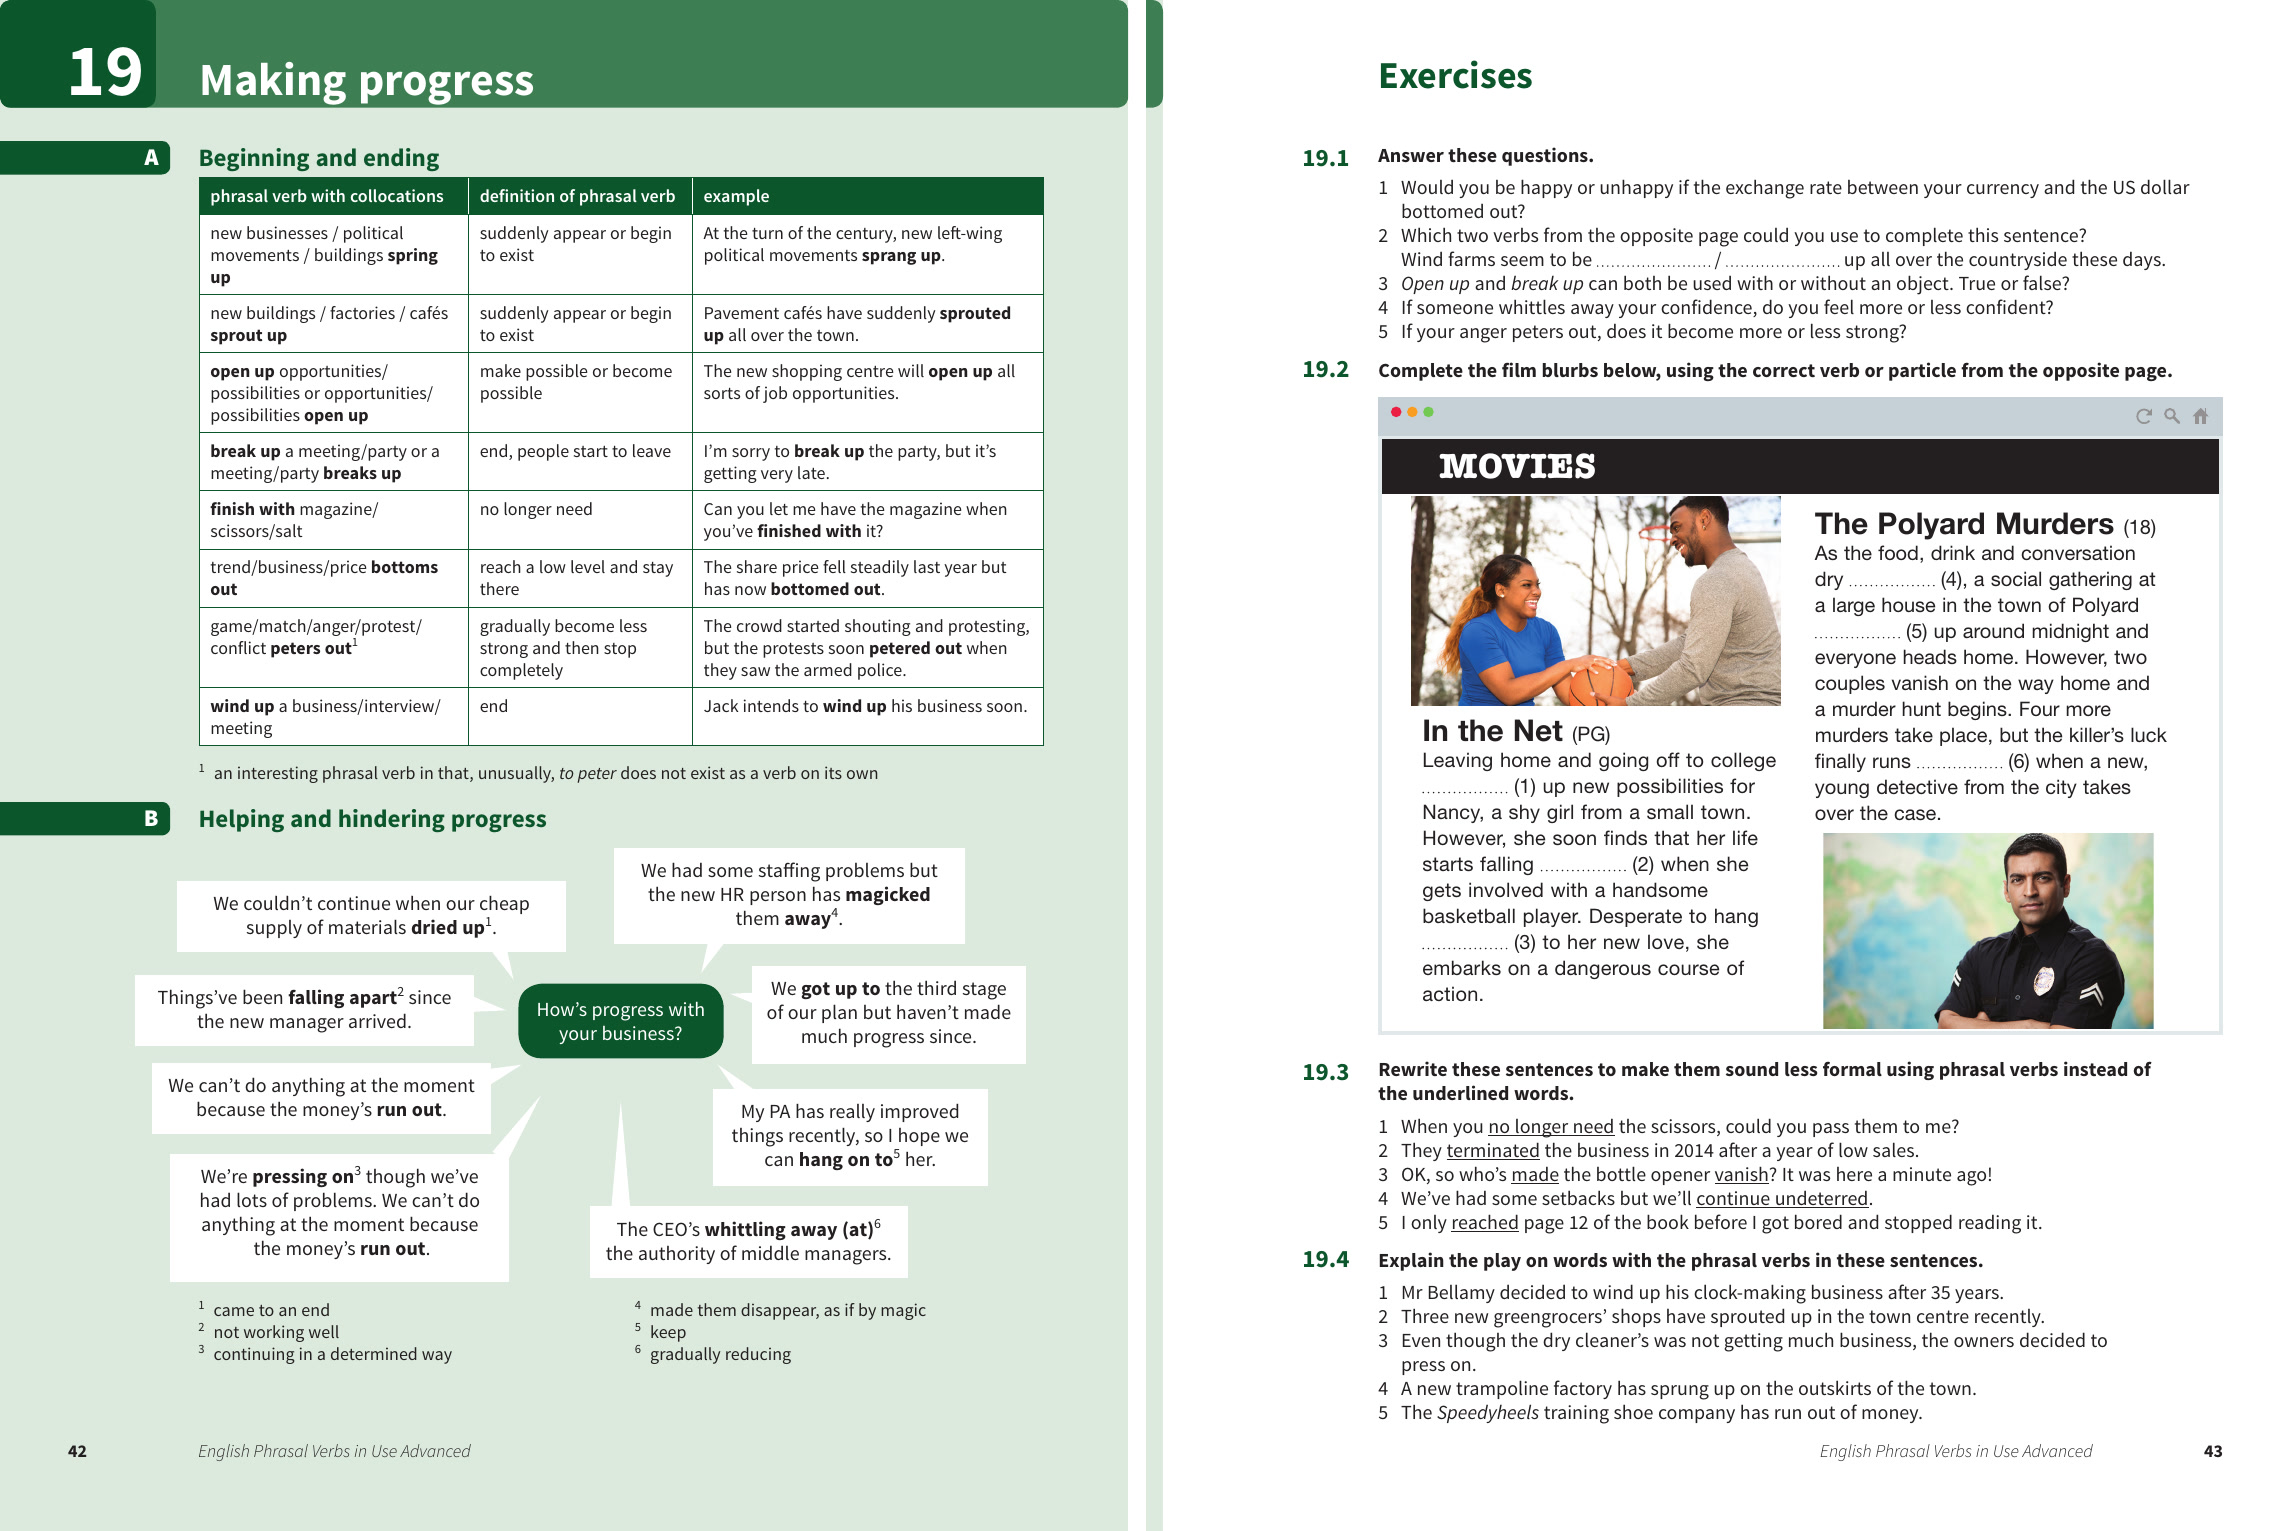 19
Making progress
A
Beginning and ending
phrasal verb with collocations
definition of phrasal verb
example
new businesses / political
movements / buildings spring
up
suddenly appear or begin
to exist
At the turn of the century, new left-wing
political movements sprang up.
new buildings / factories / cafés
sprout up
suddenly appear or begin
to exist
Pavement cafés have suddenly sprouted
up all over the town.
open up opportunities/
possibilities or opportunities/
possibilities open up
make possible or become
possible
The new shopping centre will open up all
sorts of job opportunities.
break up a meeting/party or a
meeting/party breaks up
end, people start to leave
I'm sorry to break up the party, but it's
getting very late.
finish with magazine/
scissors/salt
no longer need
Can you let me have the magazine when
you've finished with it?
trend/business/price bottoms
out
reach a low level and stay
there
The share price fell steadily last year but
has now bottomed out.
game/match/anger/protest/
conflict peters out1
gradually become less
strong and then stop
completely
The crowd started shouting and protesting,
but the protests soon petered out when
they saw the armed police.
wind up a business/interview/
meeting
end
Jack intends to wind up his business soon.
1 an interesting phrasal verb in that, unusually, to peter does not exist as a verb on its own
B
Helping and hindering progress
We couldn't continue when our cheap
supply of materials dried up1.
We had some staffing problems but
the new HR person has magicked
them away4.
Things've been falling apart2 since
the new manager arrived.
How's progress with
your business?
We got up to the third stage
of our plan but haven't made
much progress since.
We can't do anything at the moment
because the money's run out.
My PA has really improved
things recently, so I hope we
can hang on to5 her.
We're pressing on3 though we've
had lots of problems. We can't do
anything at the moment because
the money's run out.
The CEO's whittling away (at)6
the authority of middle managers.
1 came to an end
2 not working well
3 continuing in a determined way
4 made them disappear, as if by magic
5 keep
6 gradually reducing
42
English Phrasal Verbs in Use Advanced
Exercises
19.1
Answer these questions.
1 Would you be happy or unhappy if the exchange rate between your currency and the US dollar
bottomed out?
2 Which two verbs from the opposite page could you use to complete this sentence?
Wind farms seem to be ...................... / ...................... up all over the countryside these days.
3 Open up and break up can both be used with or without an object. True or false?
4 If someone whittles away your confidence, do you feel more or less confident?
5 If your anger peters out, does it become more or less strong?
19.2
Complete the film blurbs below, using the correct verb or particle from the opposite page.
MOVIES
In the Net (PG)
Leaving home and going off to college
................. (1) up new possibilities for
Nancy, a shy girl from a small town.
However, she soon finds that her life
starts falling ................. (2) when she
gets involved with a handsome
basketball player. Desperate to hang
................. (3) to her new love, she
embarks on a dangerous course of
action.
The Polyard Murders (18)
As the food, drink and conversation
dry ................. (4), a social gathering at
a large house in the town of Polyard
................. (5) up around midnight and
everyone heads home. However, two
couples vanish on the way home and
a murder hunt begins. Four more
murders take place, but the killer's luck
finally runs ................. (6) when a new,
young detective from the city takes
over the case.
19.3
Rewrite these sentences to make them sound less formal using phrasal verbs instead of
the underlined words.
1 When you no longer need the scissors, could you pass them to me?
2 They terminated the business in 2014 after a year of low sales.
3 OK, so who's made the bottle opener vanish? It was here a minute ago!
4 We've had some setbacks but we'll continue undeterred.
5 I only reached page 12 of the book before I got bored and stopped reading it.
19.4
Explain the play on words with the phrasal verbs in these sentences.
1 Mr Bellamy decided to wind up his clock-making business after 35 years.
2 Three new greengrocers' shops have sprouted up in the town centre recently.
3 Even though the dry cleaner's was not getting much business, the owners decided to
press on.
4 A new trampoline factory has sprung up on the outskirts of the town.
5 The Speedyheels training shoe company has run out of money.
English Phrasal Verbs in Use Advanced
43